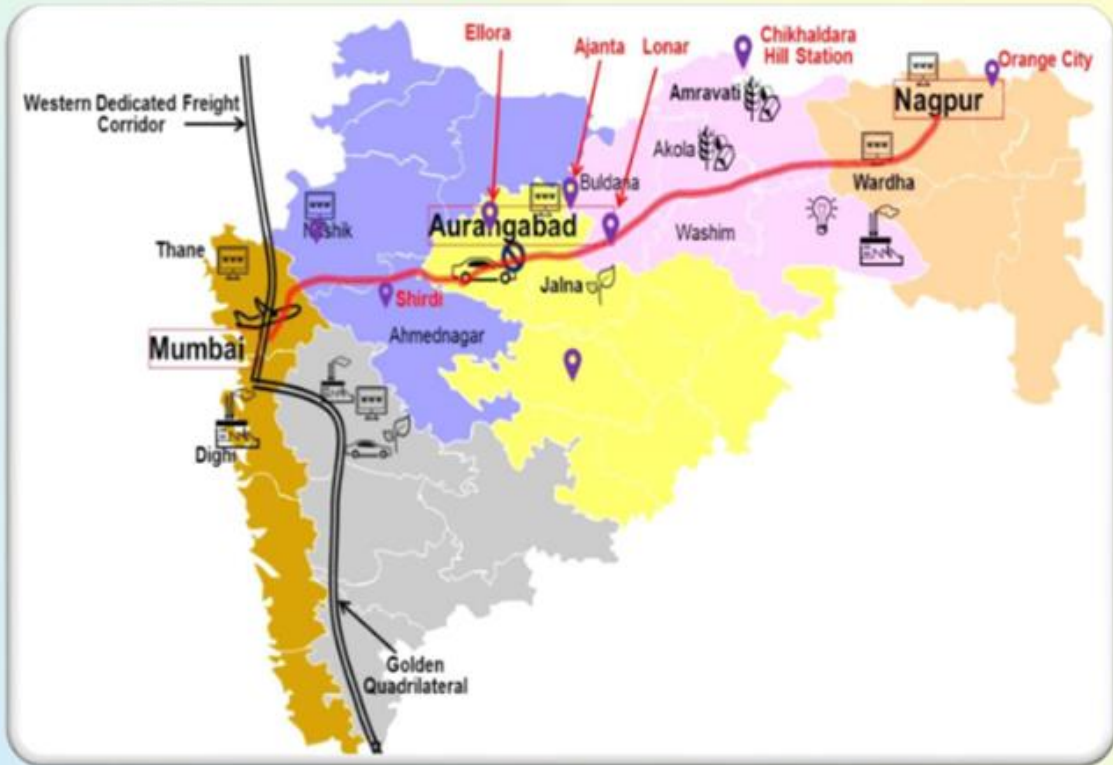 Ellora
Ajanta
Lonar
Chikhaldara
Hill Station
Orange City
Western Dedicated Freight
Corridor
Amravati
Nagpur
Akola
Buldana
Wardha
Nashik
Aurangabad
Washim
Thane
Jalna
Shirdi
Ahmednagar
Mumbai
Dighi
Golden
Quadrilateral